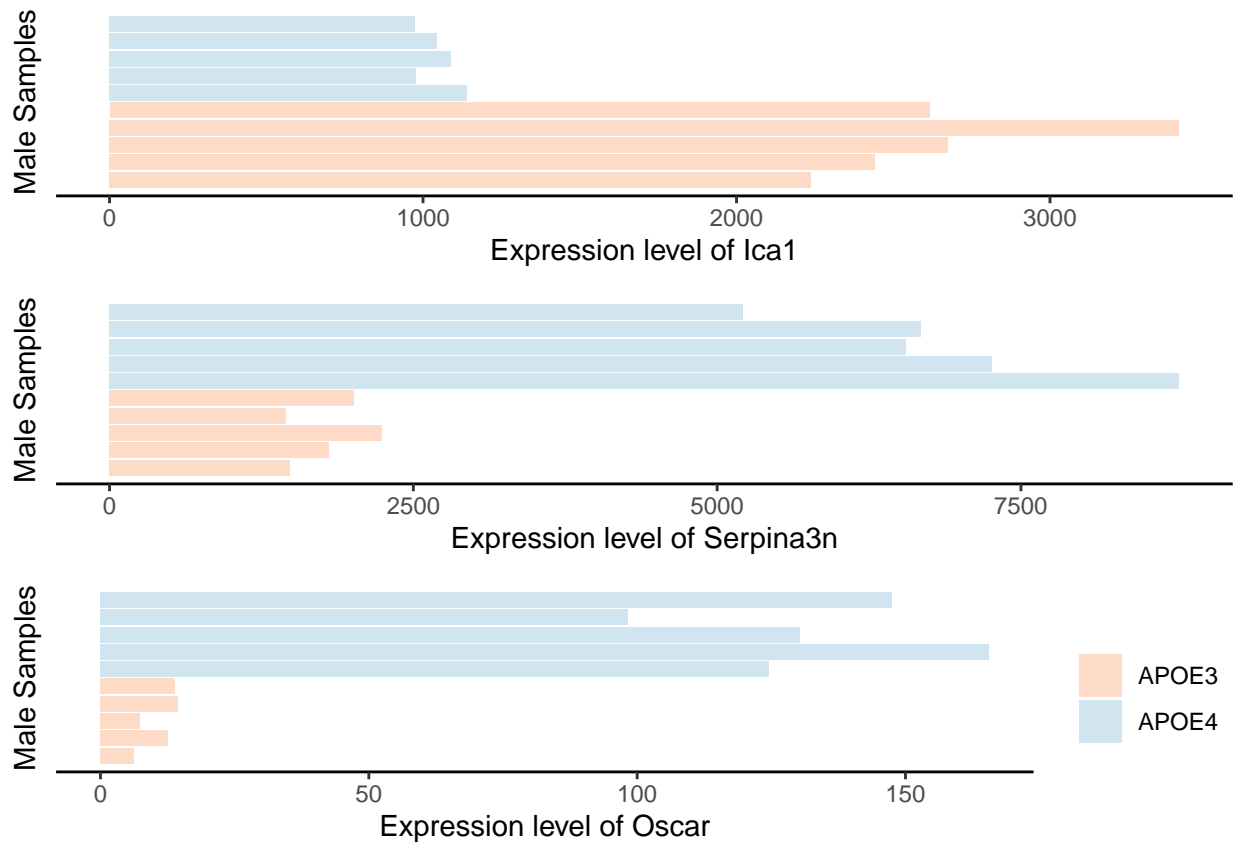 Male Samples
0 1000 2000 3000
Expression level of Ica1
Male Samples
0 2500 5000 7500
Expression level of Serpina3n
Male Samples
0 50 100 150
Expression level of Oscar
APOE3
APOE4